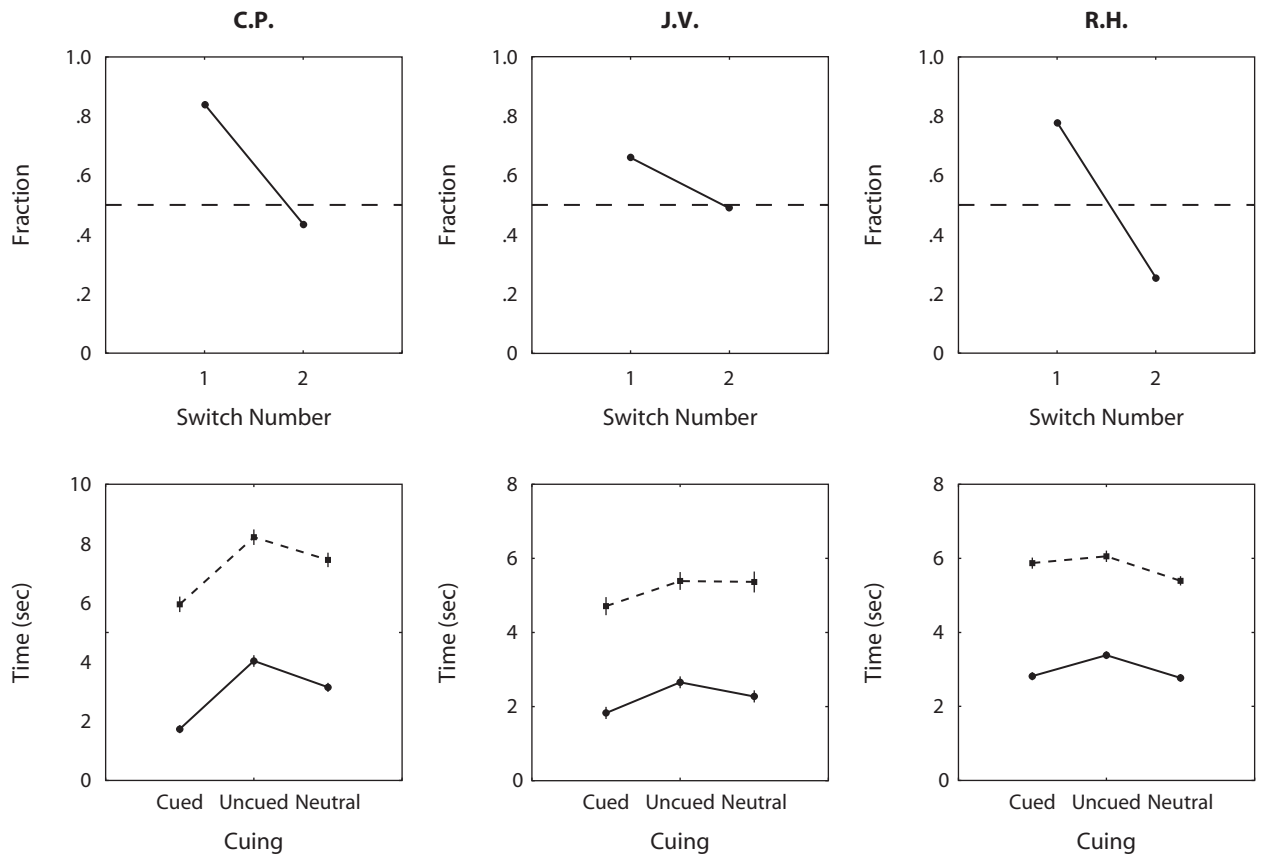 C.P.
J.V.
R.H.
Fraction
1.0
.8
.6
.4
.2
0
1 2
Switch Number
Fraction
1.0
.8
.6
.4
.2
0
1 2
Switch Number
Fraction
1.0
.8
.6
.4
.2
0
1 2
Switch Number
Time (sec)
10
8
6
4
2
0
Cued Uncued Neutral
Cuing
Time (sec)
8
6
4
2
0
Cued Uncued Neutral
Cuing
Time (sec)
8
6
4
2
0
Cued Uncued Neutral
Cuing